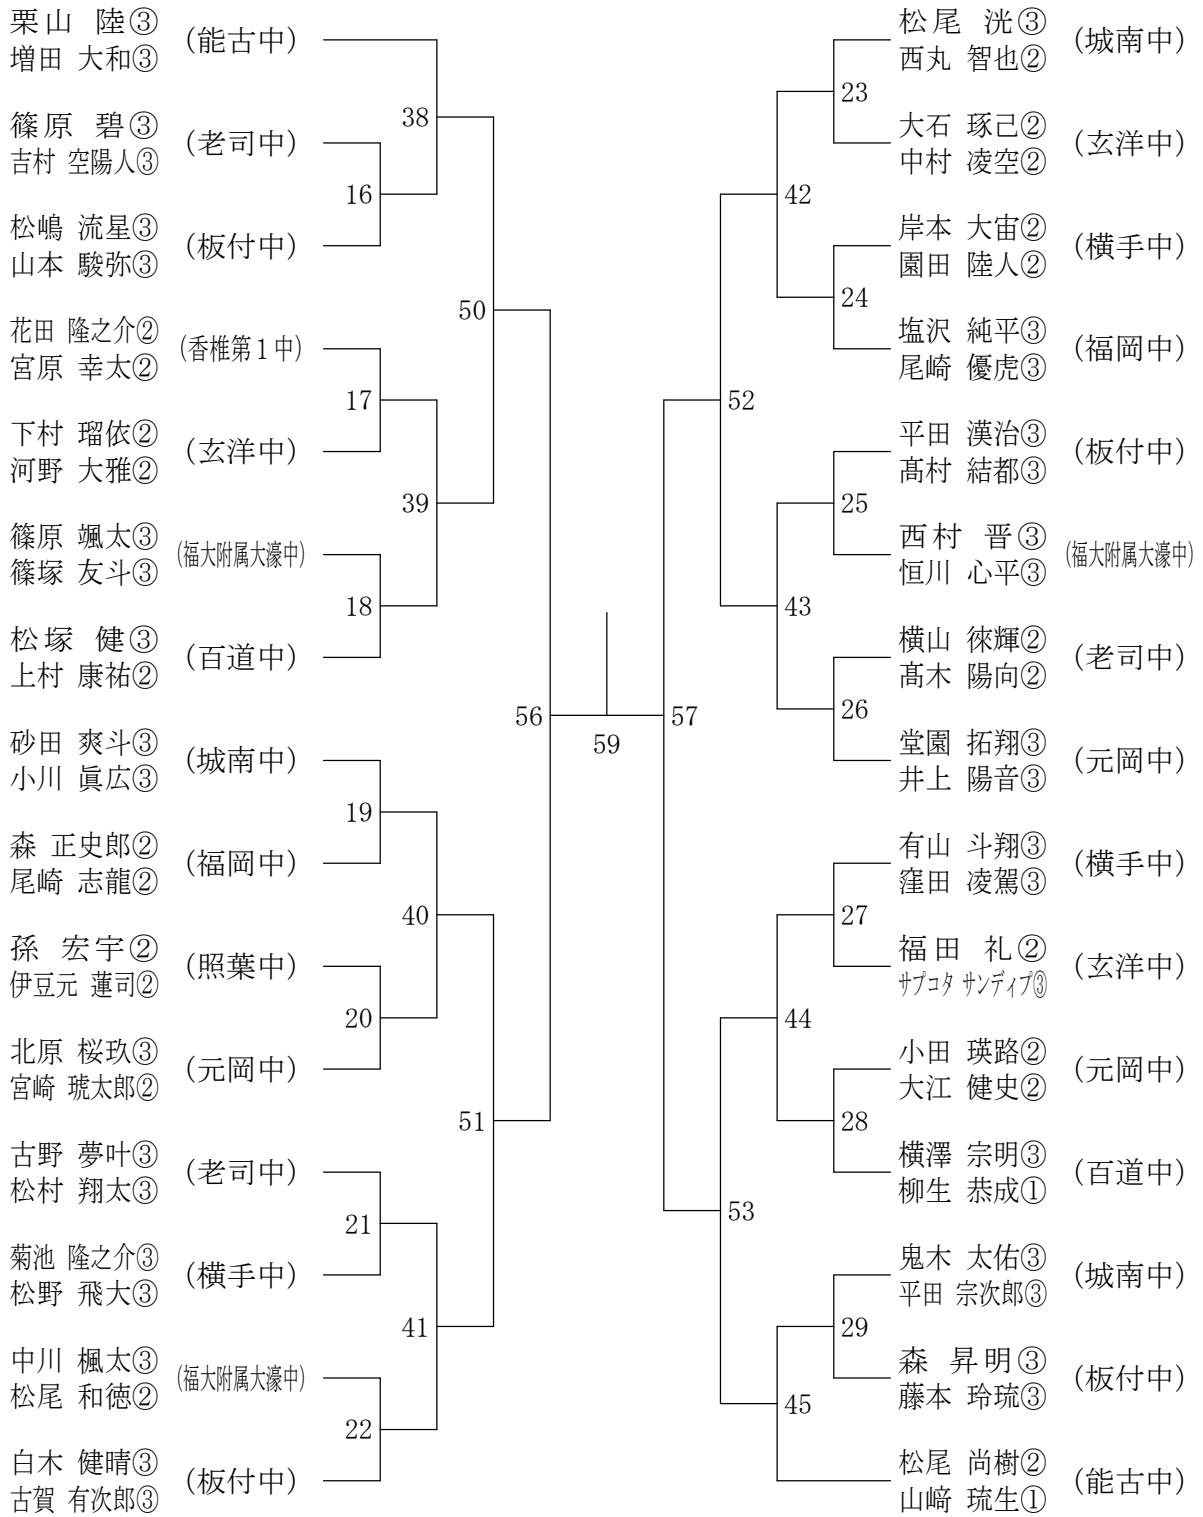 栗山 陸③
増田 大和③
(能古中)
篠原 碧③
吉村 空陽人③
(老司中)
松嶋 流星③
山本 駿弥③
(板付中)
花田 隆之介②
宮原 幸太②
(香椎第1中)
下村 瑠依②
河野 大雅②
(玄洋中)
篠原 颯太③
篠塚 友斗③
(福大附属大濠中)
松塚 健③
上村 康祐②
(百道中)
砂田 爽斗③
小川 眞広③
(城南中)
森 正史郎②
尾崎 志龍②
(福岡中)
孫 宏宇②
伊豆元 蓮司②
(照葉中)
北原 桜玖③
宮崎 琥太郎②
(元岡中)
古野 夢叶③
松村 翔太③
(老司中)
菊池 隆之介③
松野 飛大③
(横手中)
中川 楓太③
松尾 和徳②
(福大附属大濠中)
白木 健晴③
古賀 有次郎③
(板付中)
38
16
50
17
39
18
56
19
40
20
51
21
41
22
59
57
23
42
24
52
25
43
26
27
44
28
53
29
45
松尾 洸③
西丸 智也②
(城南中)
大石 琢己②
中村 凌空②
(玄洋中)
岸本 大宙②
園田 陸人②
(横手中)
塩沢 純平③
尾崎 優虎③
(福岡中)
平田 漢治③
髙村 結都③
(板付中)
西村 晋③
恒川 心平③
(福大附属大濠中)
横山 徠輝②
髙木 陽向②
(老司中)
堂園 拓翔③
井上 陽音③
(元岡中)
有山 斗翔③
窪田 凌駕③
(横手中)
福田 礼②
サプコタ サンディプ③
(玄洋中)
小田 瑛路②
大江 健史②
(元岡中)
横澤 宗明③
柳生 恭成①
(百道中)
鬼木 太佑③
平田 宗次郎③
(城南中)
森 昇明③
藤本 玲琉③
(板付中)
松尾 尚樹②
山﨑 琉生①
(能古中)